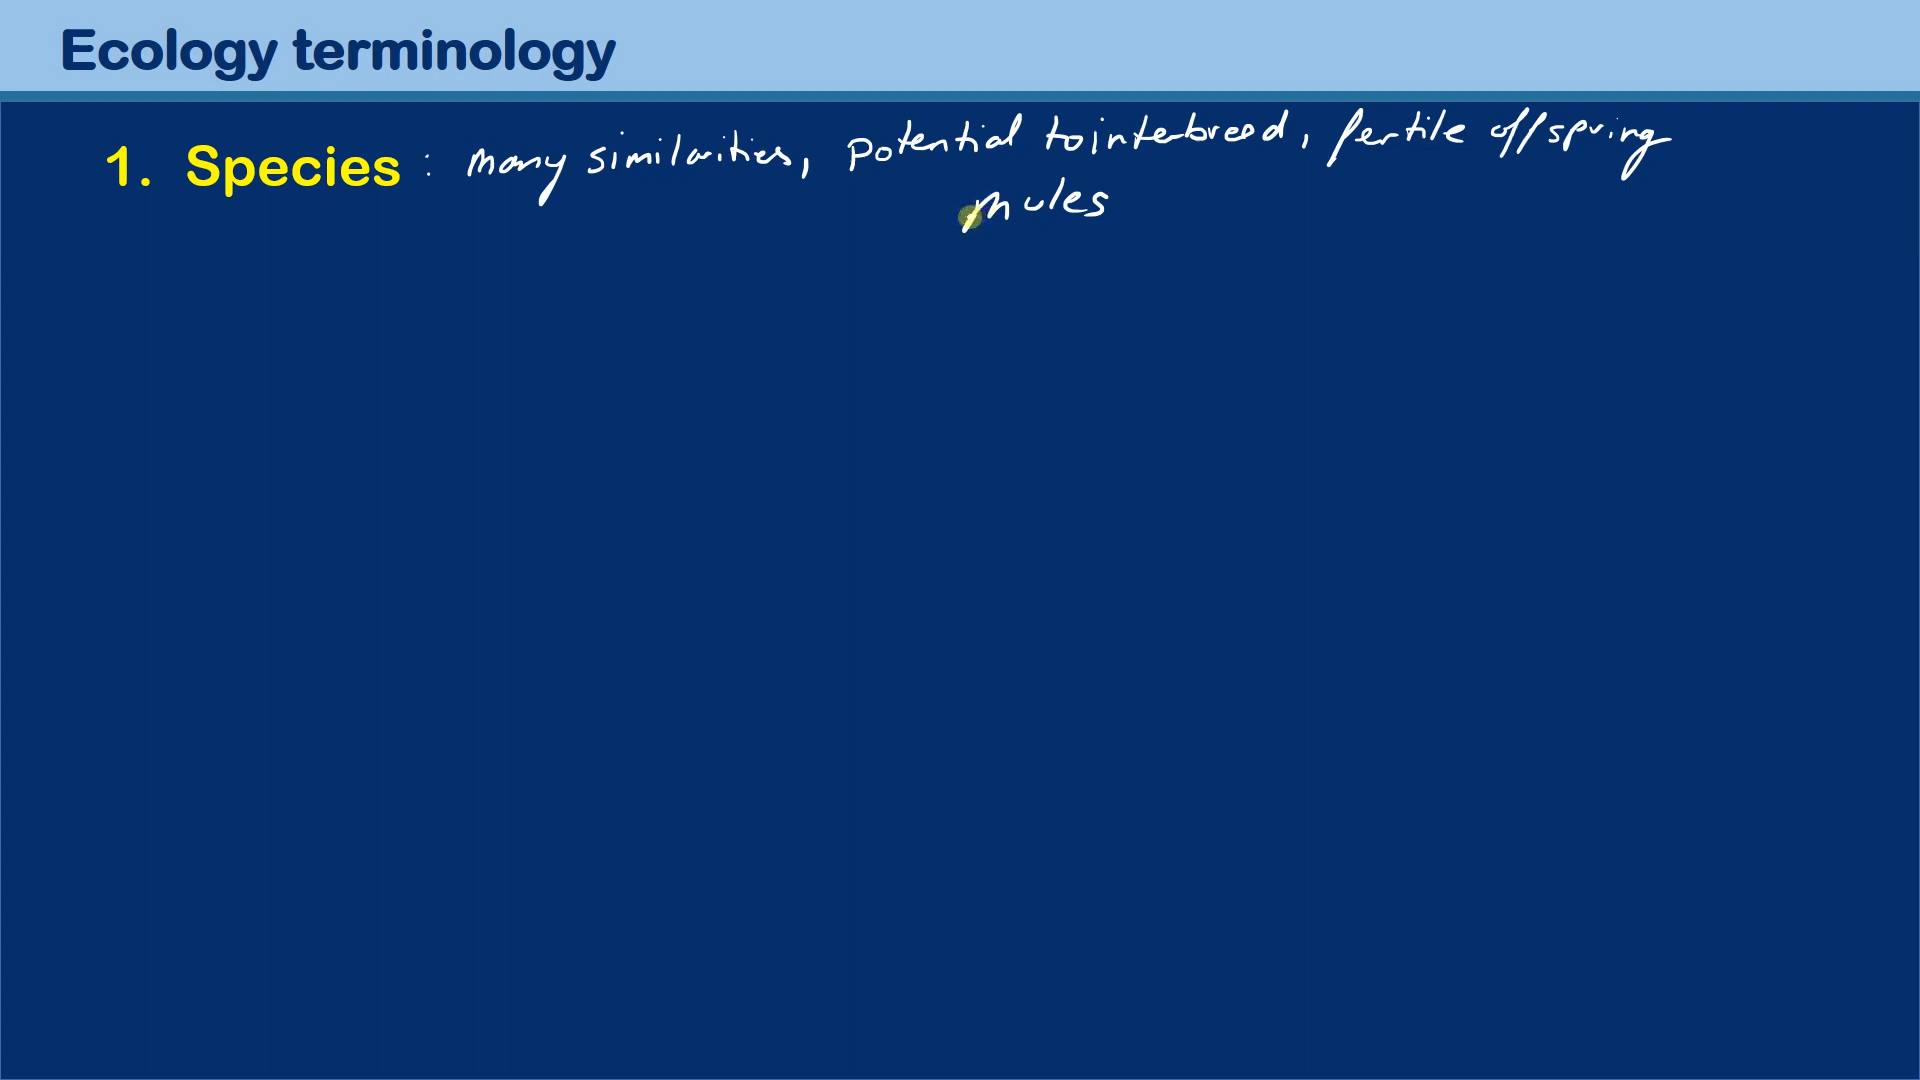 Ecology terminology
1. Species : many similarities, potential to interbreed, fertile offspring
mules